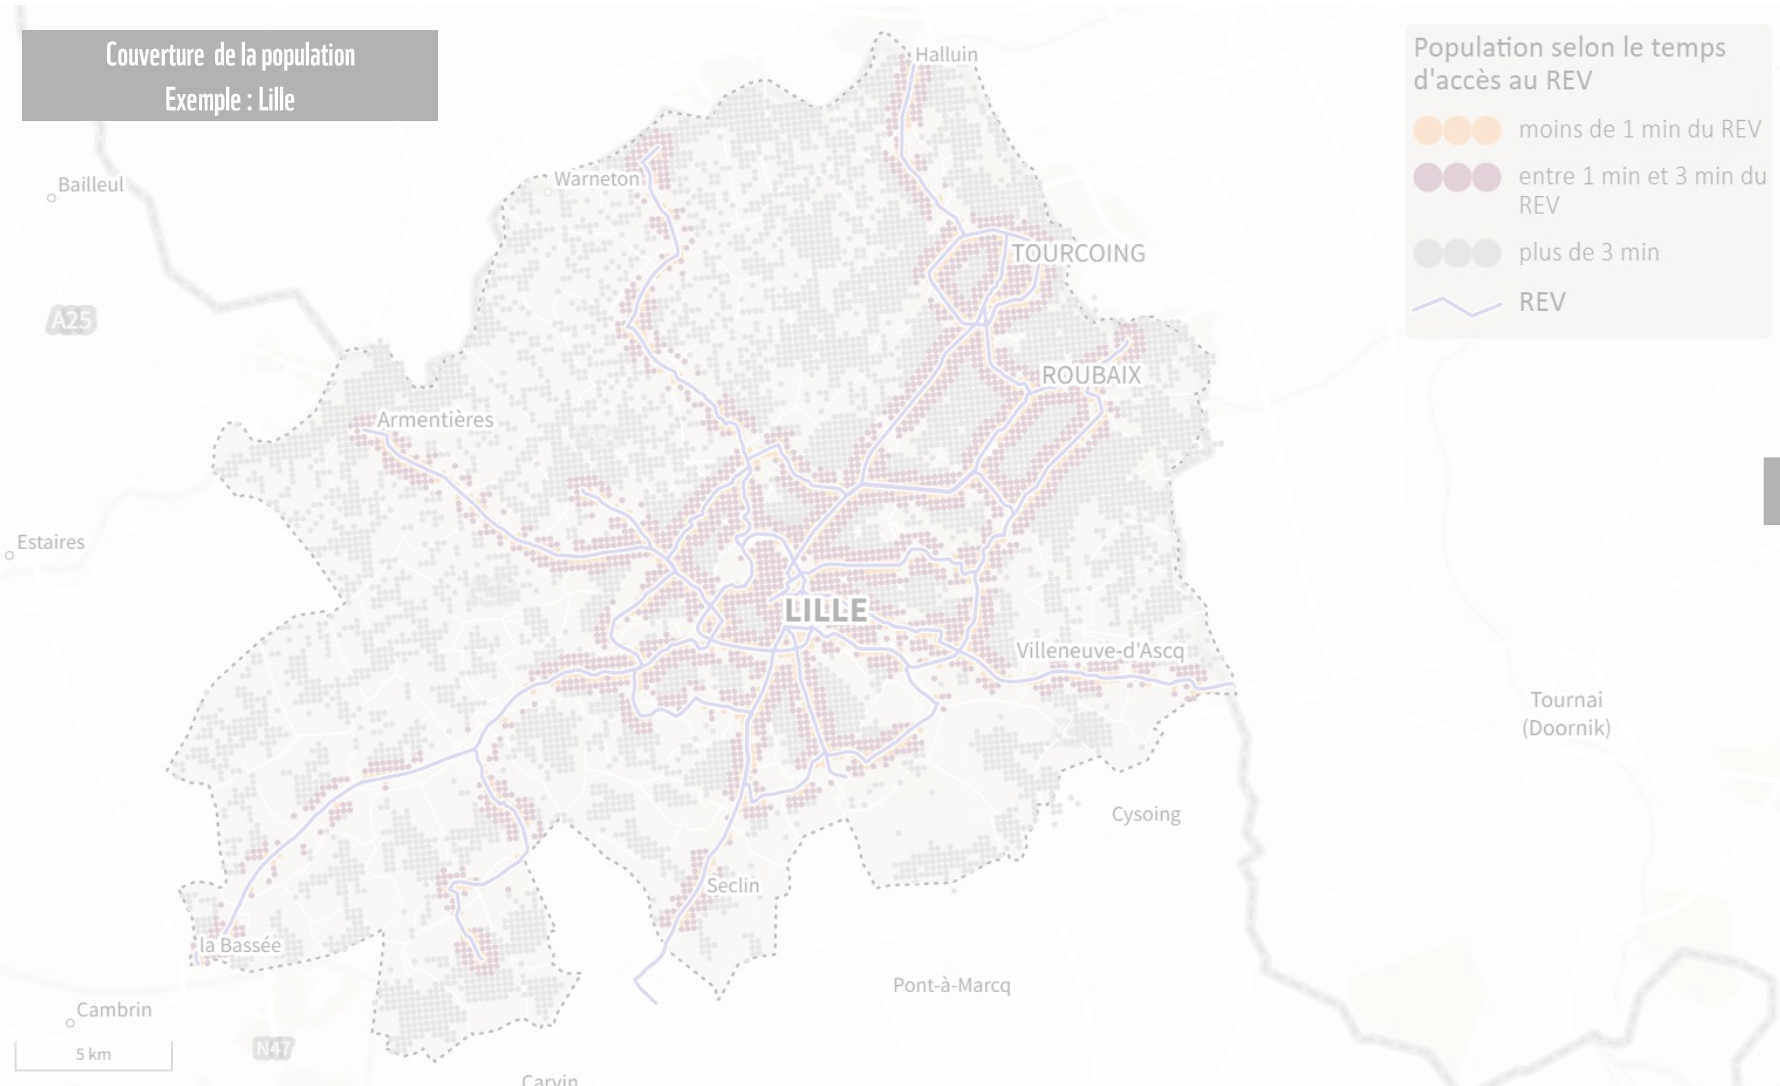 Couverture de la population
Exemple : Lille
Population selon le temps
d'accès au REV
moins de 1 min du REV
entre 1 min et 3 min du
REV
plus de 3 min
REV
Halluin
Bailleul
Warneton
TOURCOING
A25
ROUBAIX
Armentières
Estaires
LILLE
Villeneuve-d'Ascq
Tournai
(Doornik)
Cysoing
Seclin
la Bassée
Pont-à-Marcq
Cambrin
N47
5 km
Carvin